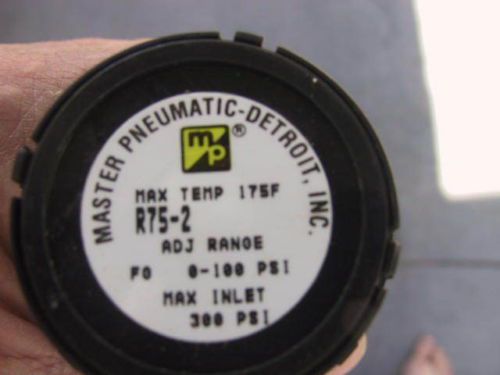 MASTER PNEUMATIC-DETROIT, INC.
mp®
MAX TEMP 175F
R75-2
ADJ RANGE
FG 0-100 PSI
MAX INLET
300 PSI